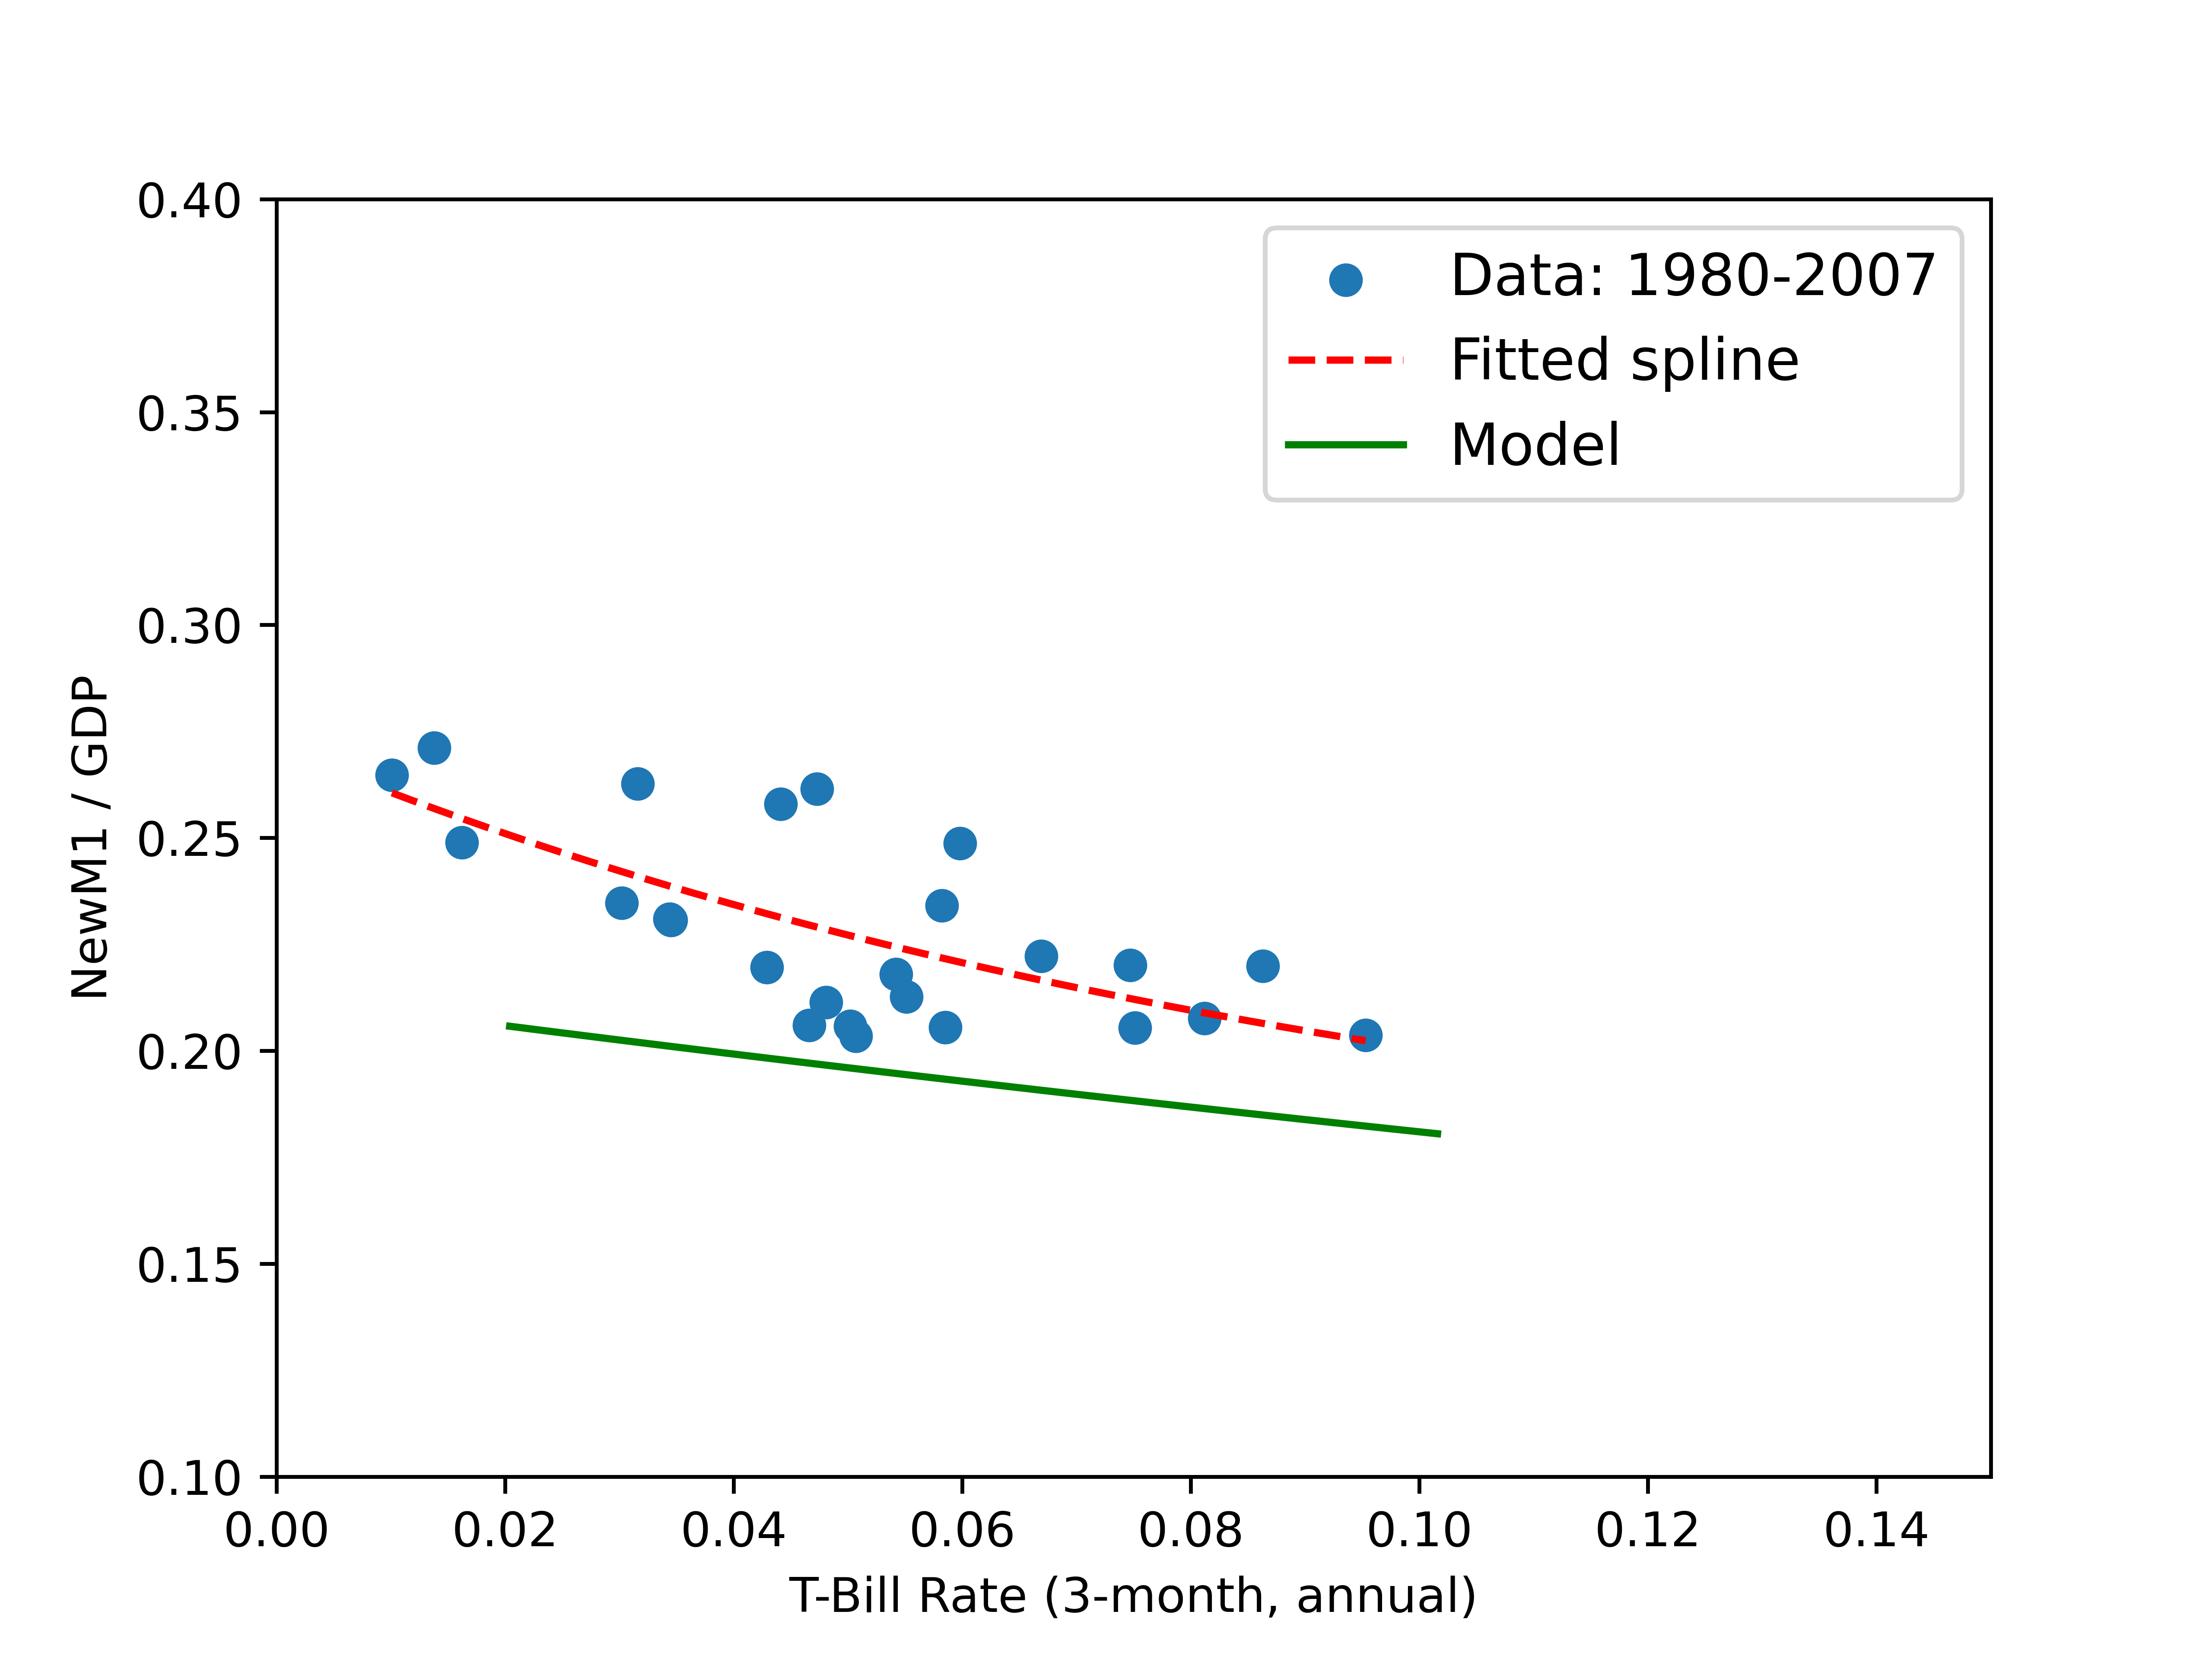 0.40
0.35
0.30
0.25
0.20
0.15
0.10
NewM1 / GDP
Data: 1980-2007
Fitted spline
Model
0.00 0.02 0.04 0.06 0.08 0.10 0.12 0.14
T-Bill Rate (3-month, annual)